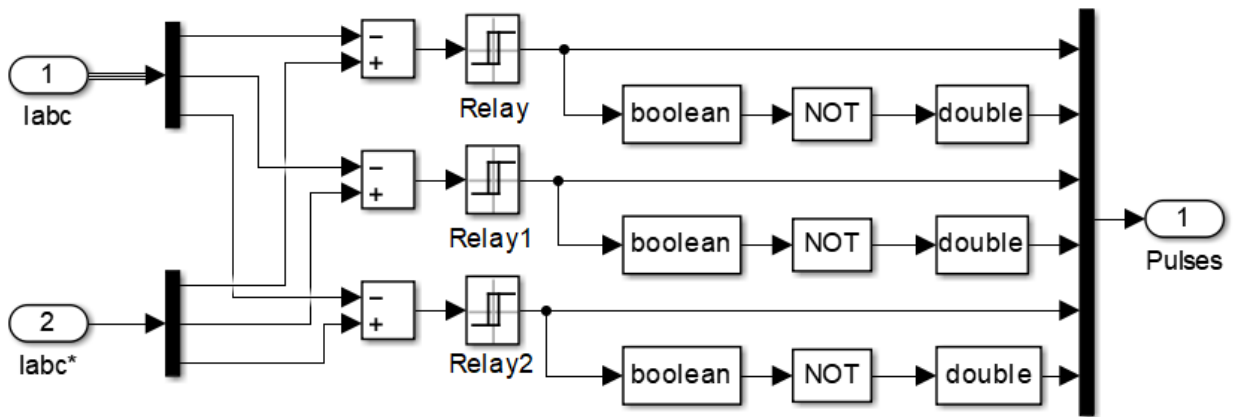 1
Iabc
2
Iabc*
−
+
Relay
boolean NOT double
−
+
Relay1
boolean NOT double
−
+
Relay2
boolean NOT double
1
Pulses